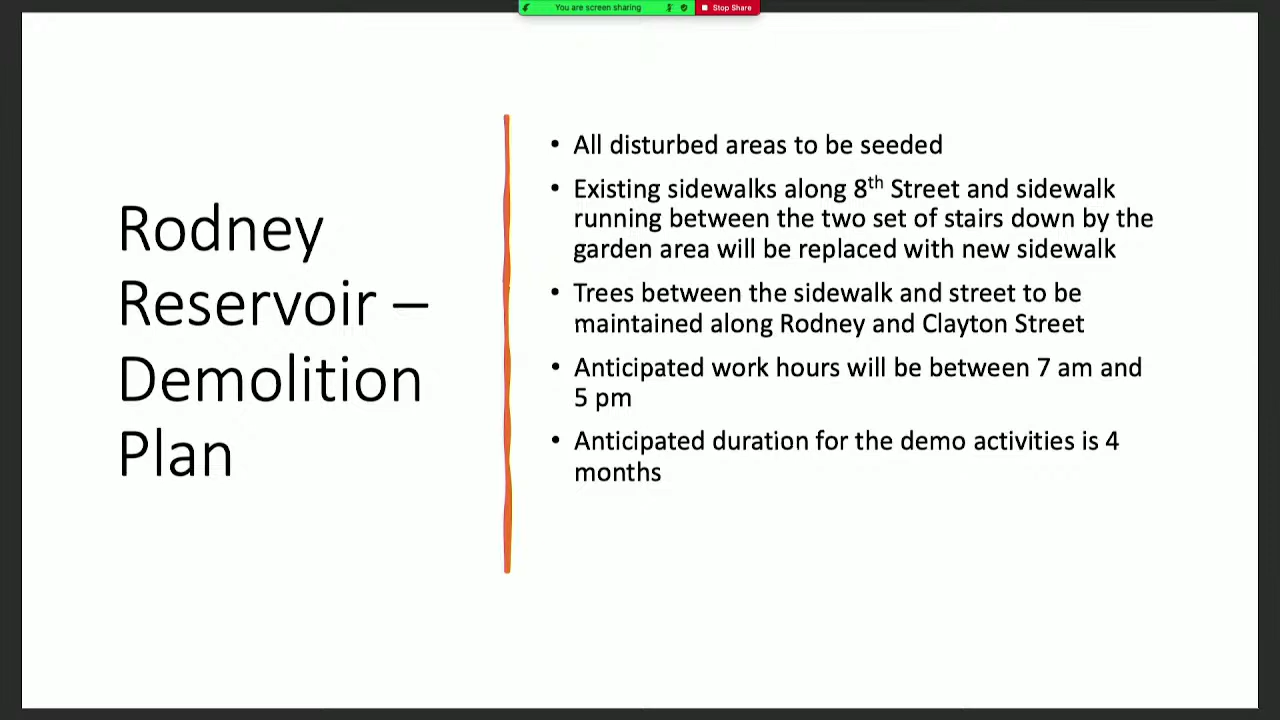 You are screen sharing
Stop Share
Rodney
Reservoir –
Demolition
Plan
• All disturbed areas to be seeded
• Existing sidewalks along 8th Street and sidewalk
running between the two set of stairs down by the
garden area will be replaced with new sidewalk
• Trees between the sidewalk and street to be
maintained along Rodney and Clayton Street
• Anticipated work hours will be between 7 am and
5 pm
• Anticipated duration for the demo activities is 4
months